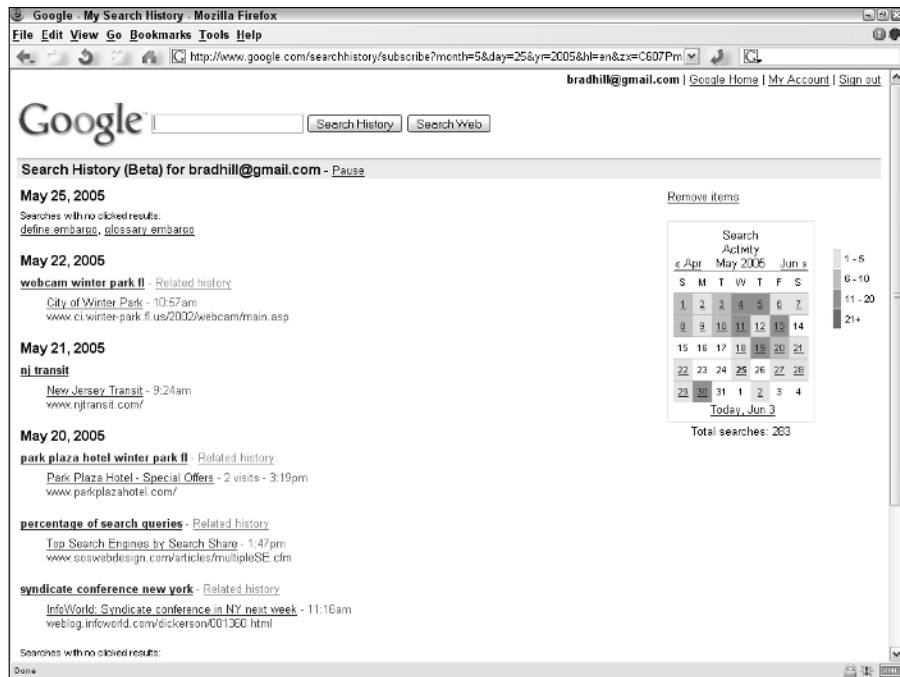 Google - My Search History - Mozilla Firefox
File Edit View Go Bookmarks Tools Help
http://www.google.com/searchhistory/subscribe?month=5&day=25&yr=2005&hl=en&zx=C607Pm
bradhill@gmail.com | Google Home | My Account | Sign out
Google Search History Search Web
Search History (Beta) for bradhill@gmail.com - Pause
May 25, 2005
Searches with no clicked results:
define:embargo, glossary embargo
May 22, 2005
webcam winter park fl - Related history
City of Winter Park - 10:57am
www.ci.winter-park.fl.us/2002/webcam/main.asp
May 21, 2005
nj transit
New Jersey Transit - 9:24am
www.njtransit.com/
May 20, 2005
park plaza hotel winter park fl - Related history
Park Plaza Hotel - Special Offers - 2 visits - 3:19pm
www.parkplazahotel.com/
percentage of search queries - Related history
Top Search Engines by Search Share - 1:47pm
www.soswebdesign.com/articles/multipleSE.cfm
syndicate conference new york - Related history
InfoWorld: Syndicate conference in NY next week - 11:16am
weblog.infoworld.com/dickerson/001360.html
Searches with no clicked results:
Remove items
Search
Activity
« Apr May 2005 Jun »
S M T W T F S
1 2 3 4 5 6 7
8 9 10 11 12 13 14
15 16 17 18 19 20 21
22 23 24 25 26 27 28
29 30 31 1 2 3 4
Today, Jun 3
Total searches: 283
1 - 5
6 - 10
11 - 20
21+
Done
XML